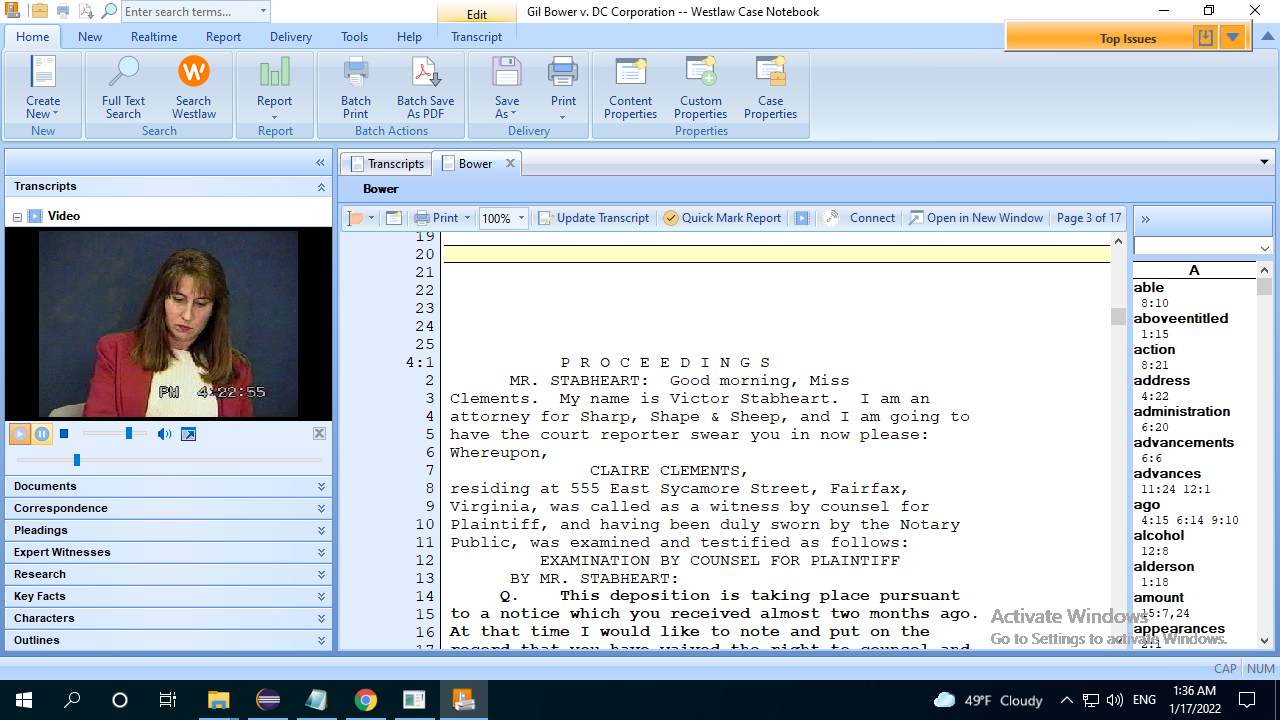 Enter search terms...
Edit
Gil Bower v. DC Corporation -- Westlaw Case Notebook
Home
New
Realtime
Report
Delivery
Tools
Help
Transcript
Top Issues
Create New
Full Text Search
Search Westlaw
Report
Batch Print
Batch Save As PDF
Save As
Print
Content Properties
Custom Properties
Case Properties
New
Search
Report
Batch Actions
Delivery
Properties
Transcripts
Video
PM 4:22:55
Documents
Correspondence
Pleadings
Expert Witnesses
Research
Key Facts
Characters
Outlines
Transcripts
Bower
Bower
Print
100%
Update Transcript
Quick Mark Report
Connect
Open in New Window
Page 3 of 17
19
20
21
22
23
24
25
4:1 P R O C E E D I N G S
2 MR. STABHEART: Good morning, Miss
3 Clements. My name is Victor Stabheart. I am an
4 attorney for Sharp, Shape & Sheep, and I am going to
5 have the court reporter swear you in now please:
6 Whereupon,
7 CLAIRE CLEMENTS,
8 residing at 555 East Sycamore Street, Fairfax,
9 Virginia, was called as a witness by counsel for
10 Plaintiff, and having been duly sworn by the Notary
11 Public, was examined and testified as follows:
12 EXAMINATION BY COUNSEL FOR PLAINTIFF
13 BY MR. STABHEART:
14 Q. This deposition is taking place pursuant
15 to a notice which you received almost two months ago.
16 At that time I would like to note and put on the
17 record that you have waived the right to counsel and
A
able
8:10
aboveentitled
1:15
action
8:21
address
4:22
administration
6:20
advancements
6:6
advances
11:24 12:1
ago
4:15 6:14 9:10
alcohol
12:8
alderson
1:18
amount
15:7,24
appearances
2:1
Activate Windows
Go to Settings to activate Windows.
CAP
NUM
49°F Cloudy
ENG
1:36 AM
1/17/2022